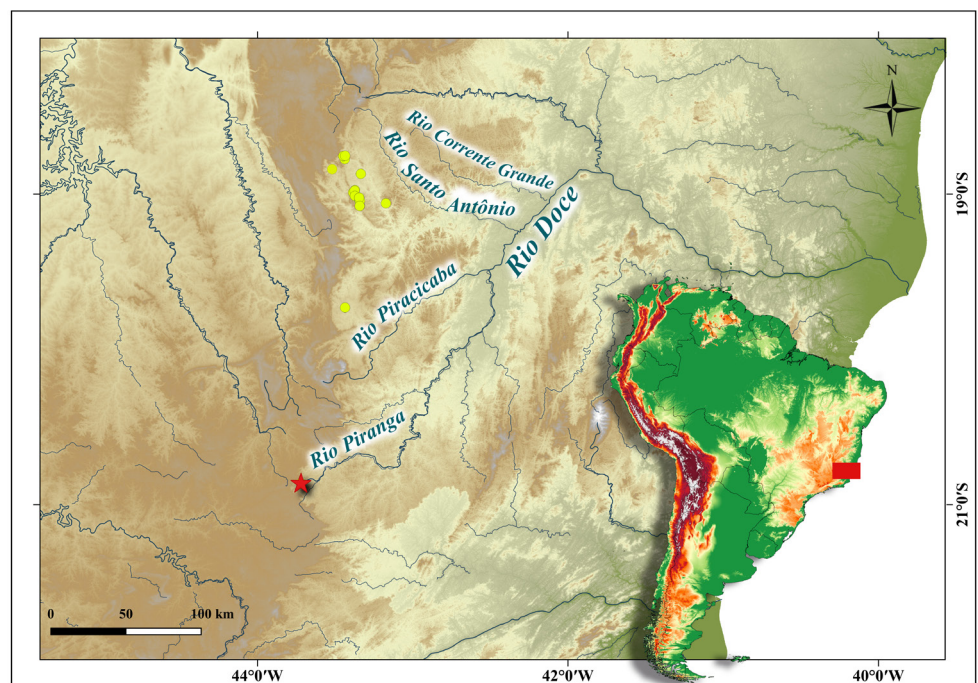 N
Rio Corrente Grande
Rio Santo Antônio
Rio Doce
Rio Piracicaba
Rio Piranga
19°0'S
21°0'S
0 50 100 km
44°0'W 42°0'W 40°0'W